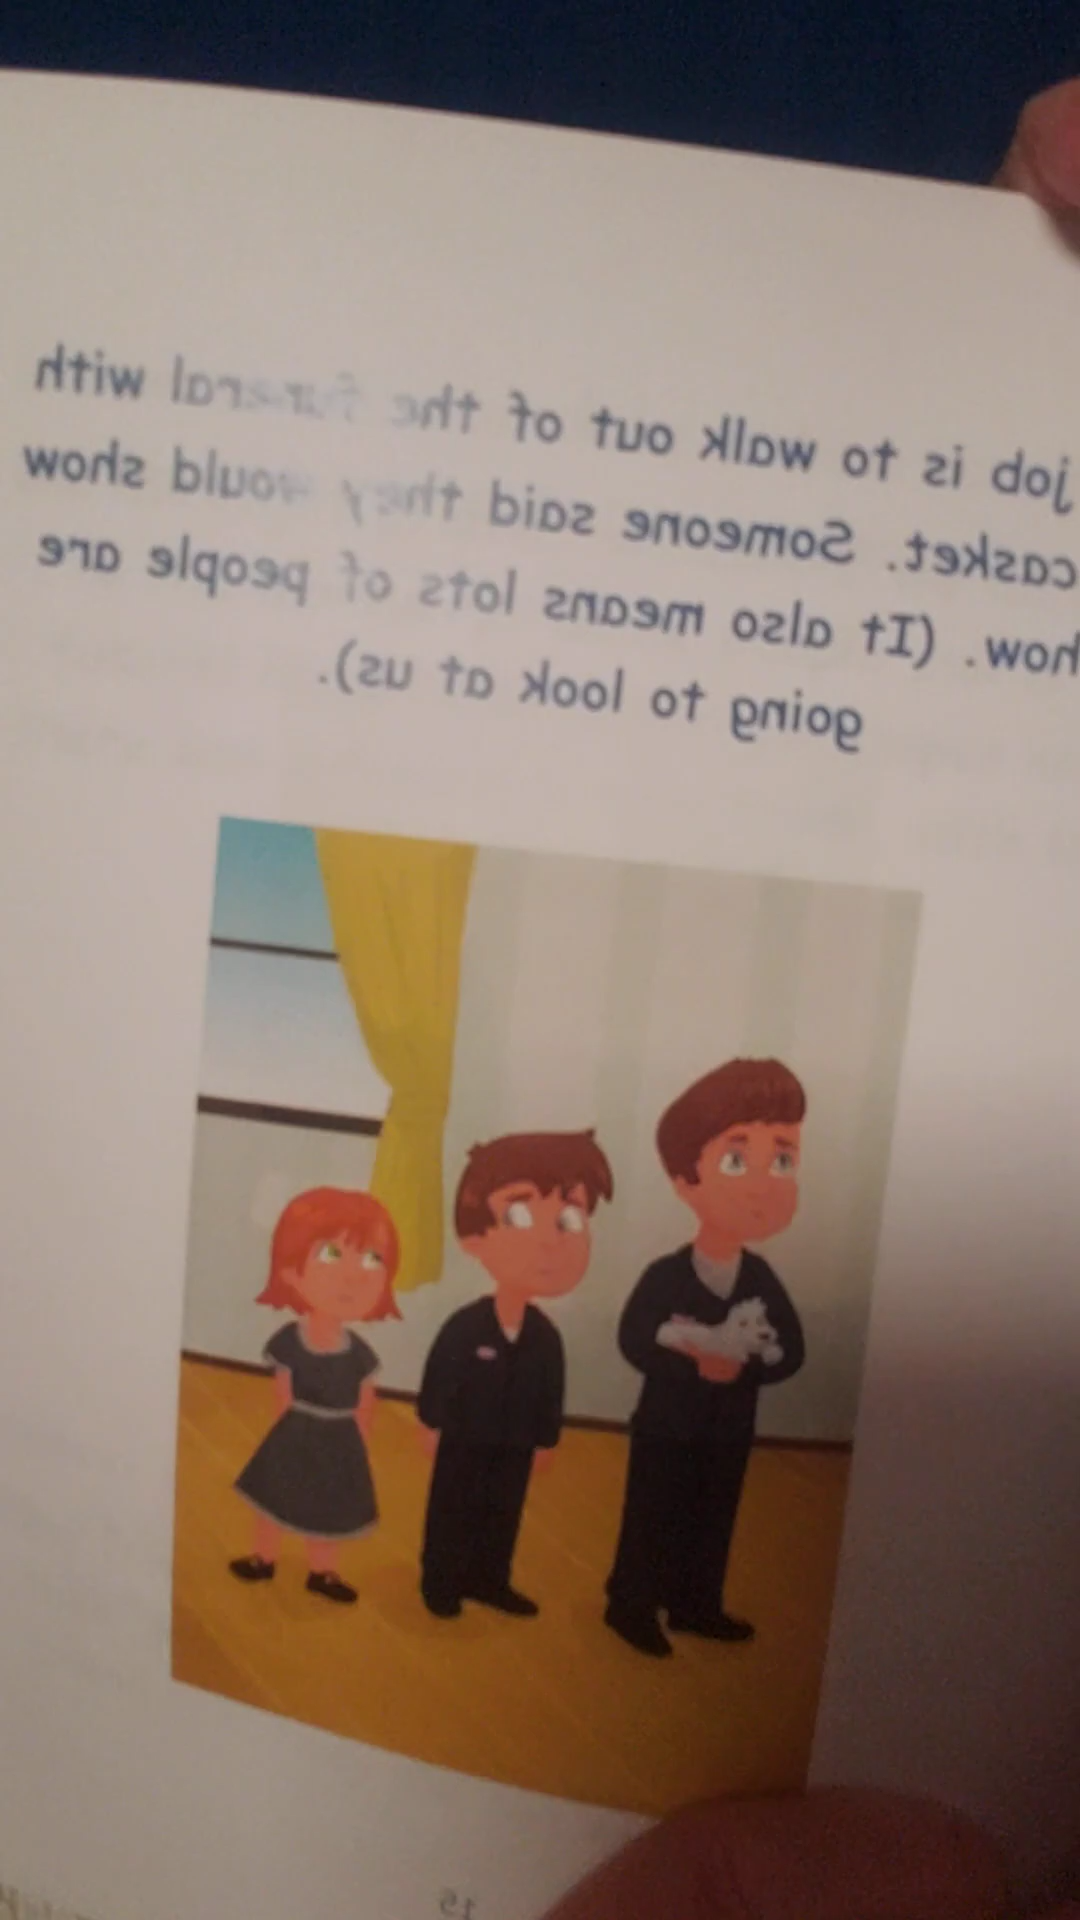 job is to walk out of the funeral with
casket. Someone said they would show
how. (It also means lots of people are
going to look at us).
15